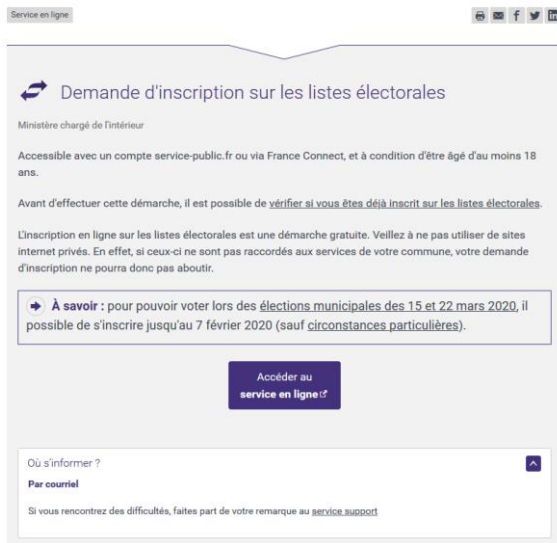 Service en ligne
Demande d'inscription sur les listes électorales
Ministère chargé de l'intérieur
Accessible avec un compte service-public.fr ou via France Connect, et à condition d'être âgé d'au moins 18
ans.
Avant d'effectuer cette démarche, il est possible de vérifier si vous êtes déjà inscrit sur les listes électorales.
L'inscription en ligne sur les listes électorales est une démarche gratuite. Veillez à ne pas utiliser de sites
internet privés. En effet, si ceux-ci ne sont pas raccordés aux services de votre commune, votre demande
d'inscription ne pourra donc pas aboutir.
À savoir : pour pouvoir voter lors des élections municipales des 15 et 22 mars 2020, il
possible de s'inscrire jusqu'au 7 février 2020 (sauf circonstances particulières).
Accéder au
service en ligne
Où s'informer ?
Par courriel
Si vous rencontrez des difficultés, faites part de votre remarque au service support